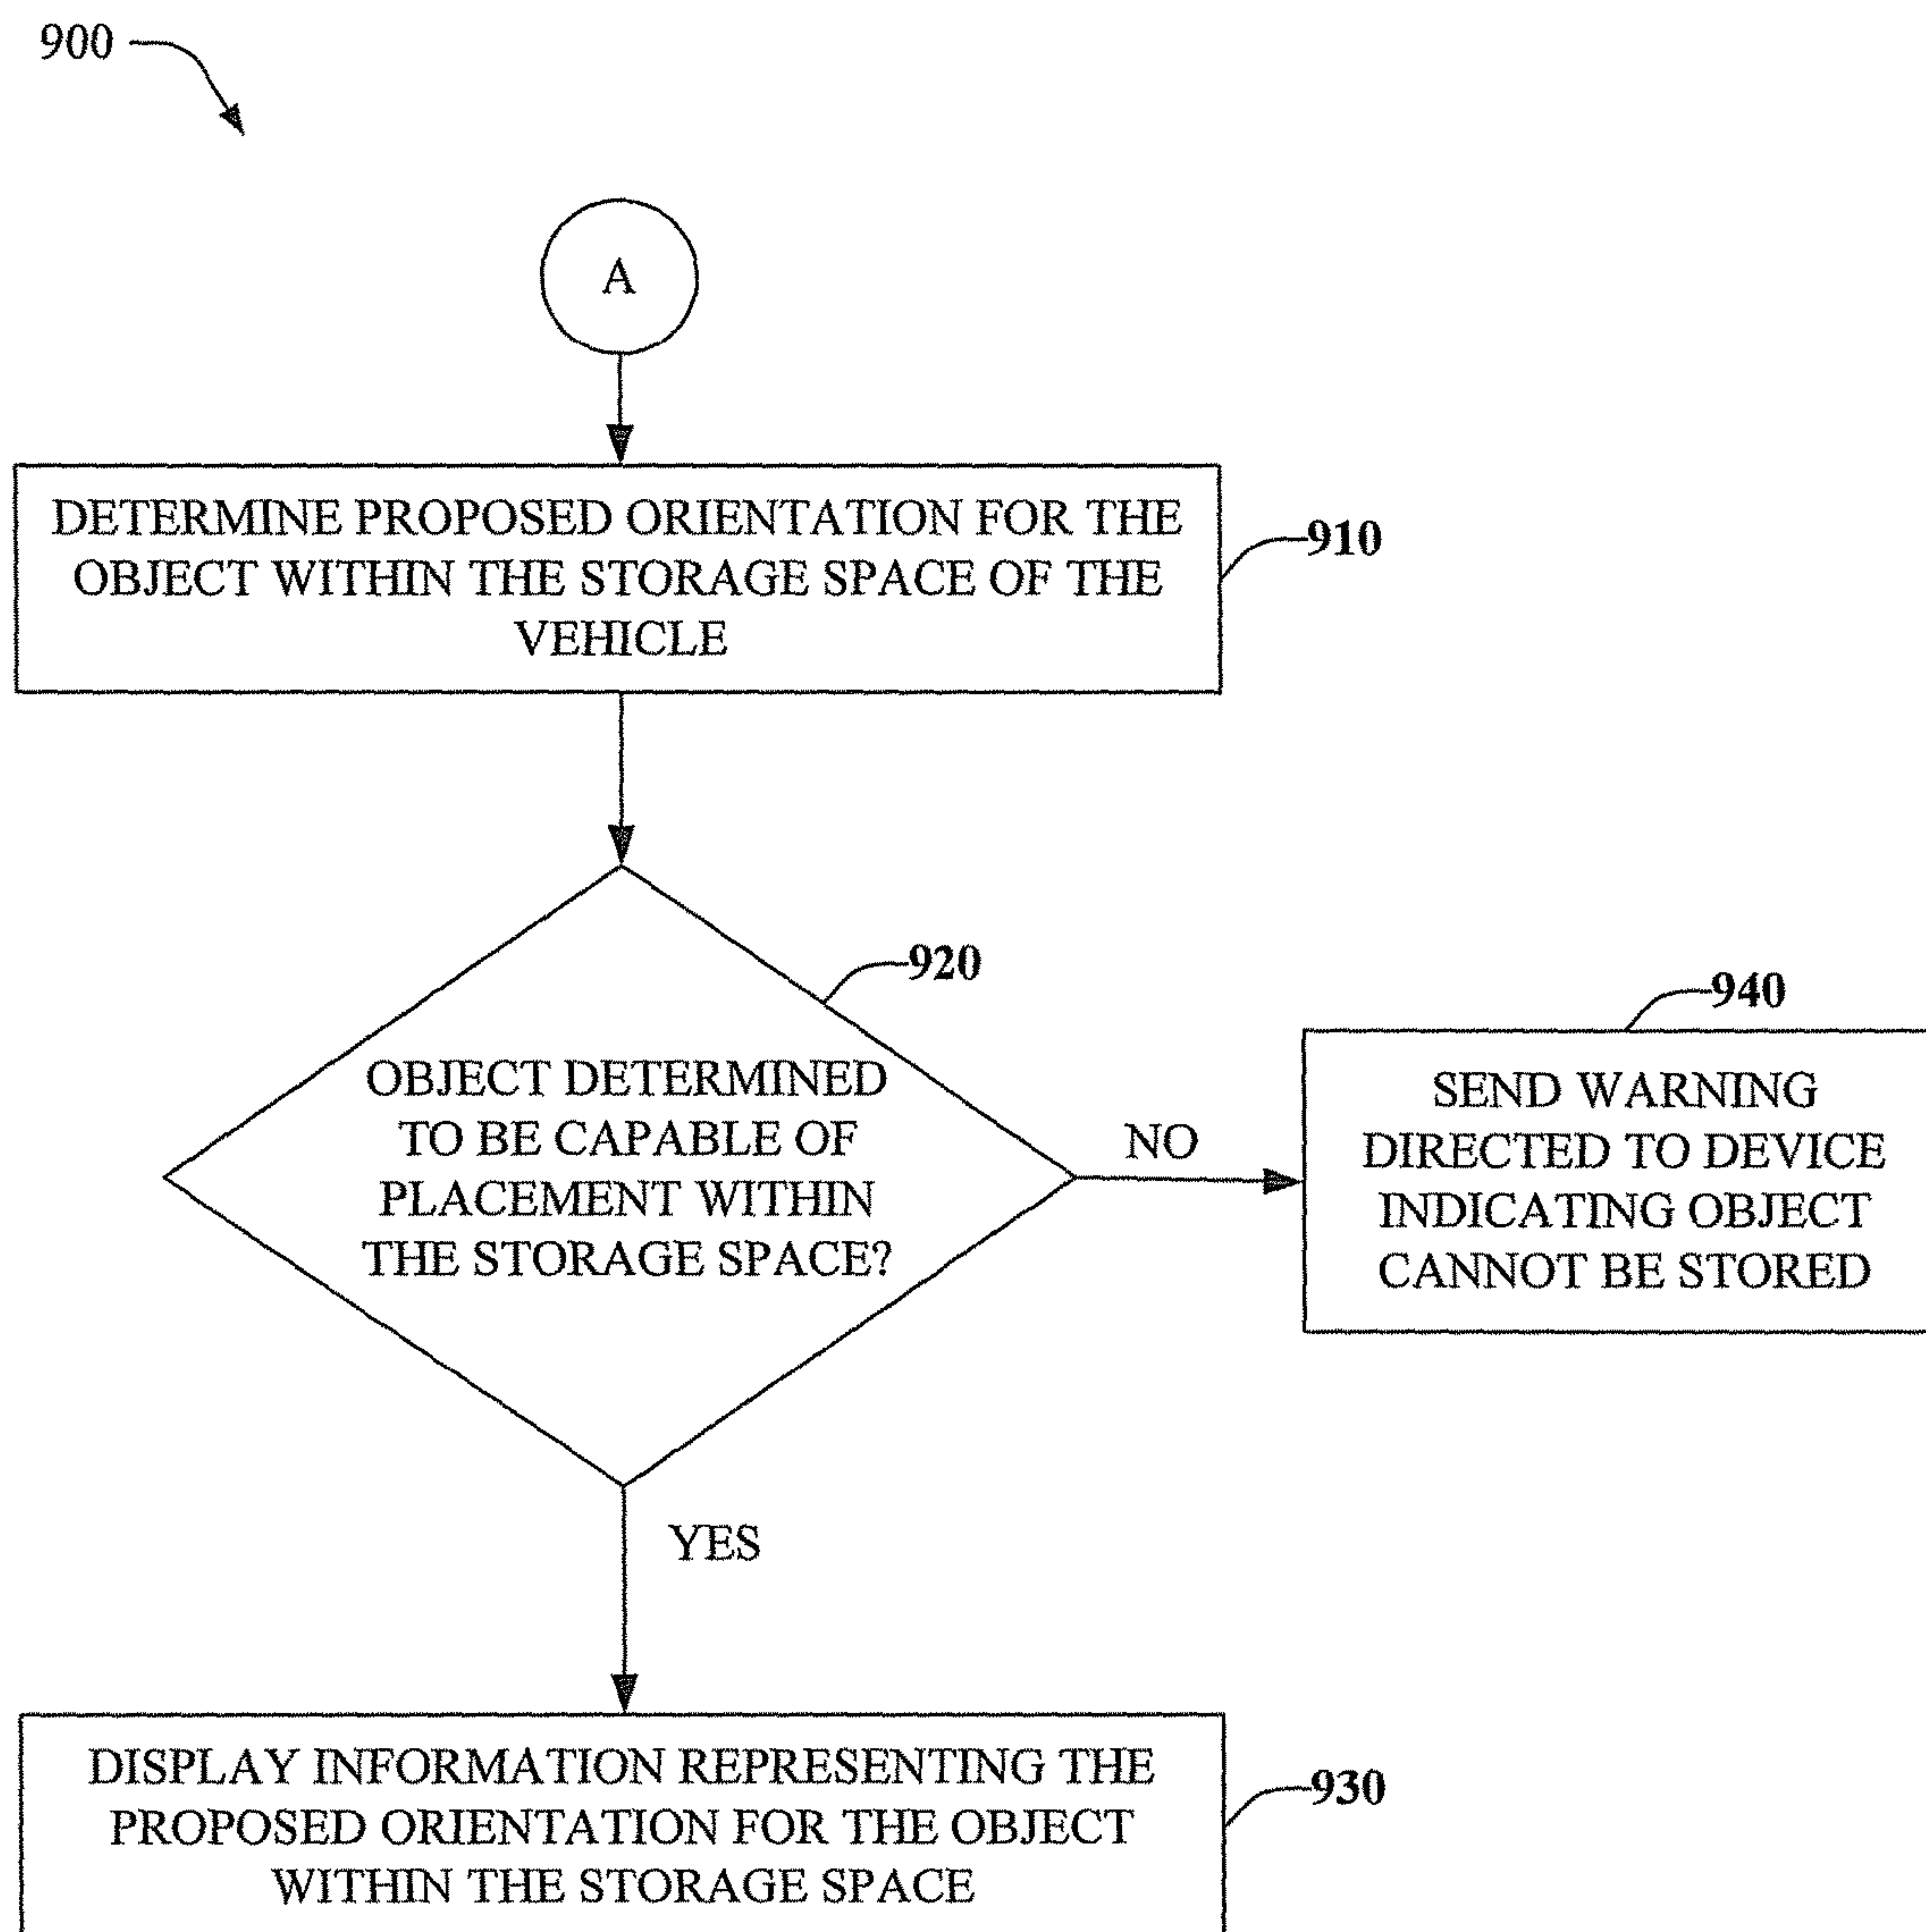 900
A
DETERMINE PROPOSED ORIENTATION FOR THE
OBJECT WITHIN THE STORAGE SPACE OF THE
VEHICLE
910
920
OBJECT DETERMINED
TO BE CAPABLE OF
PLACEMENT WITHIN
THE STORAGE SPACE?
NO
940
SEND WARNING
DIRECTED TO DEVICE
INDICATING OBJECT
CANNOT BE STORED
YES
DISPLAY INFORMATION REPRESENTING THE
PROPOSED ORIENTATION FOR THE OBJECT
WITHIN THE STORAGE SPACE
930